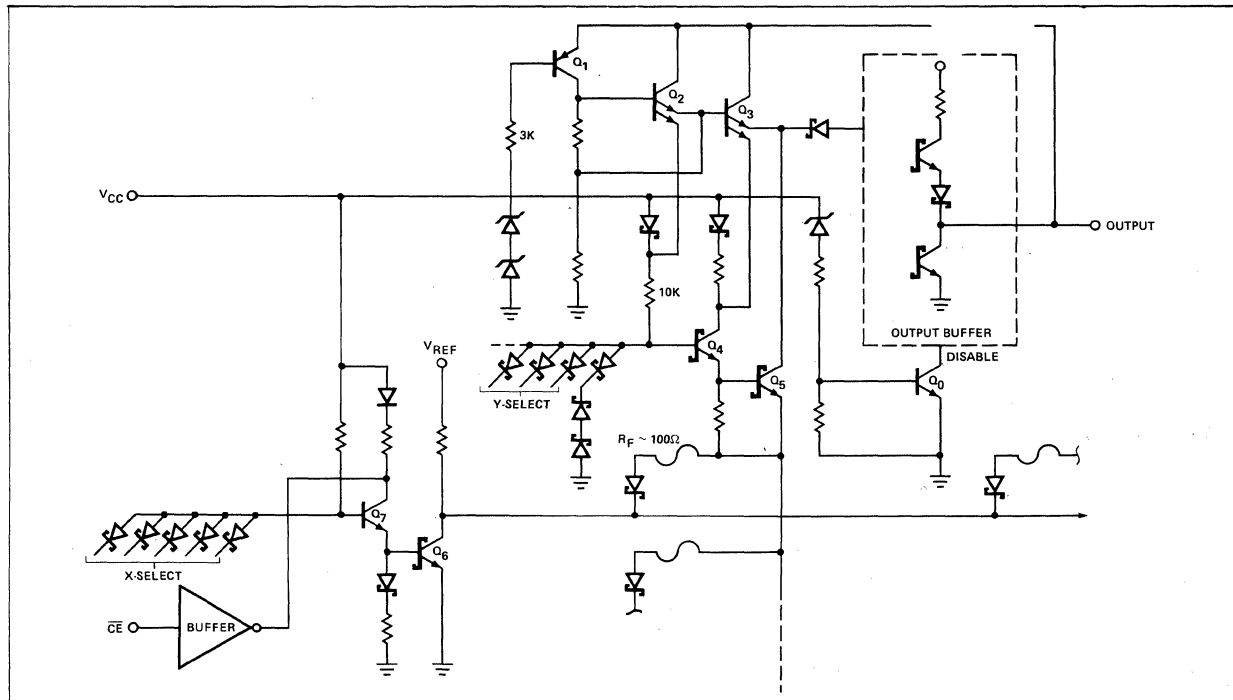 Q1
Q2
Q3
3K
VCC
OUTPUT
10K
OUTPUT BUFFER
DISABLE
VREF
Q4
Y-SELECT
Q5
Q0
RF ~ 100Ω
Q7
Q6
X-SELECT
CE
BUFFER